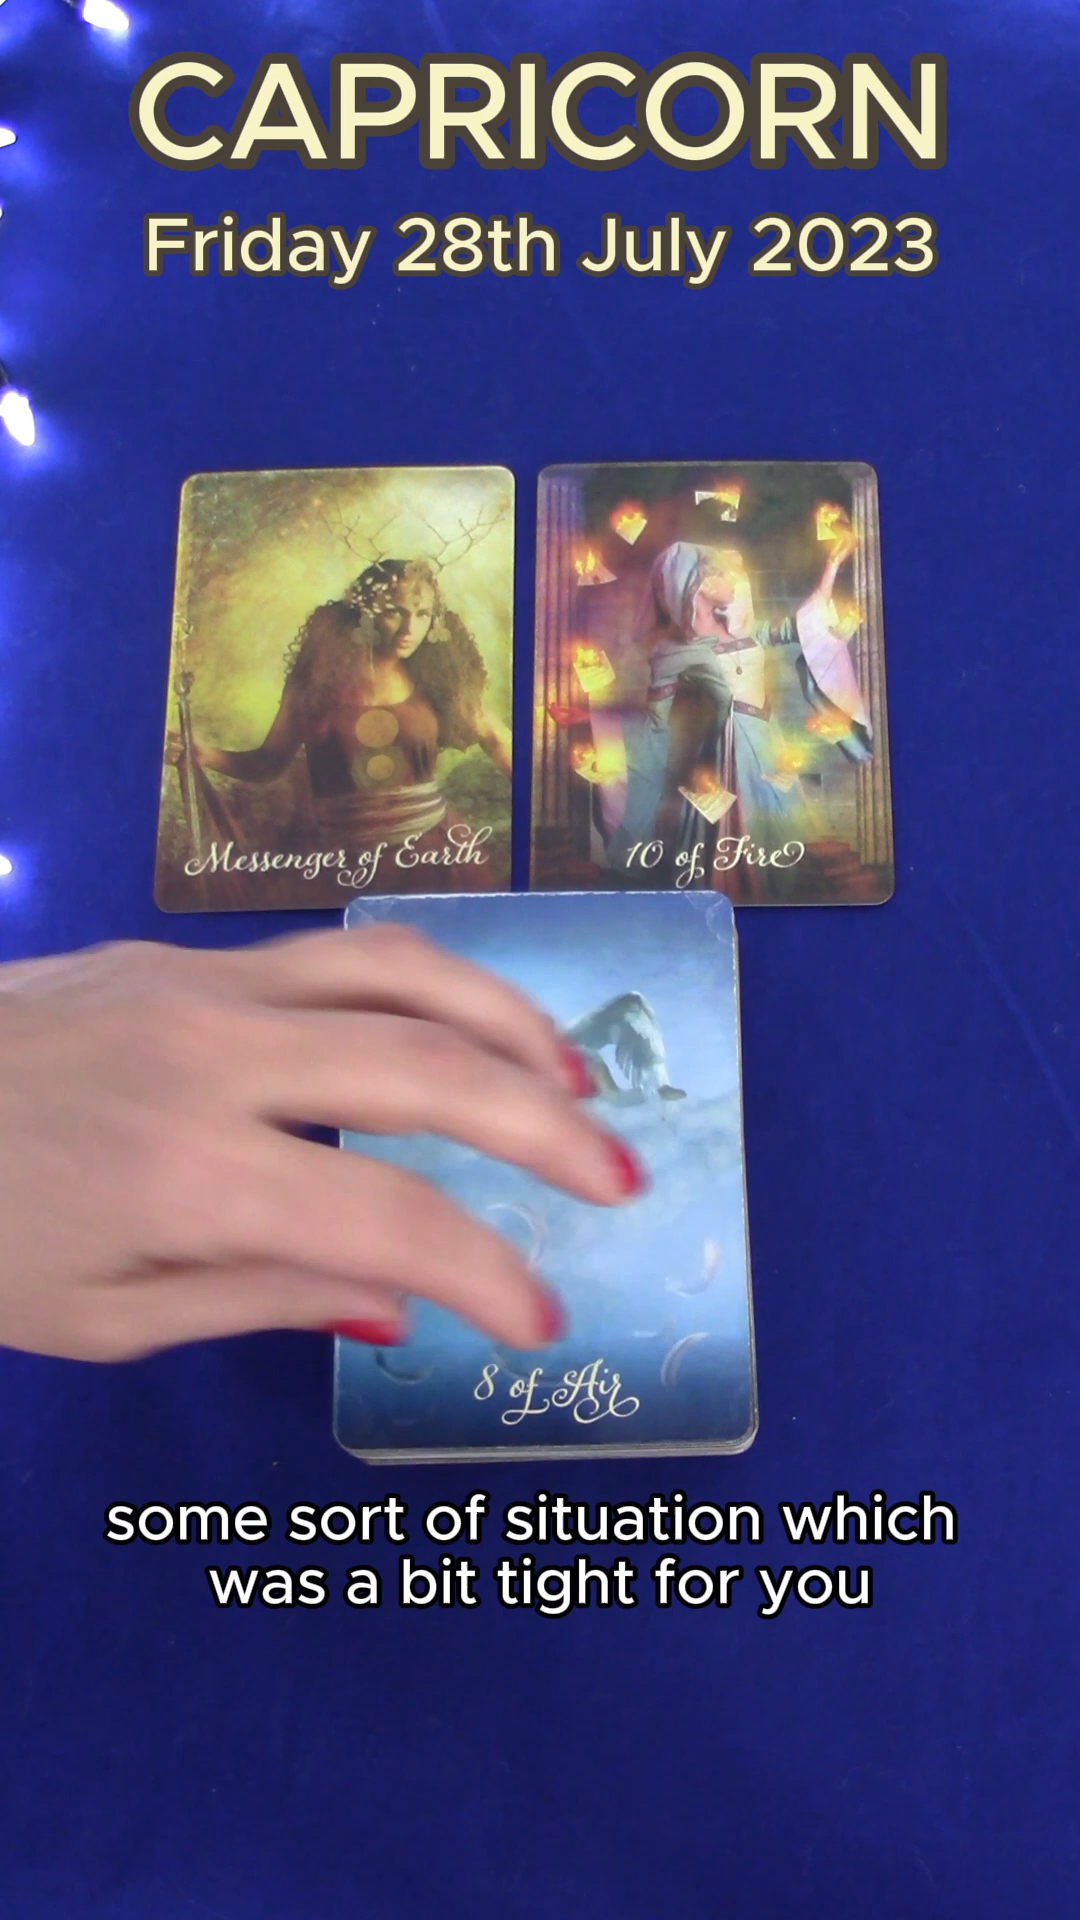 CAPRICORN
Friday 28th July 2023
Messenger of Earth
10 of Fire
8 of Air
some sort of situation which
was a bit tight for you